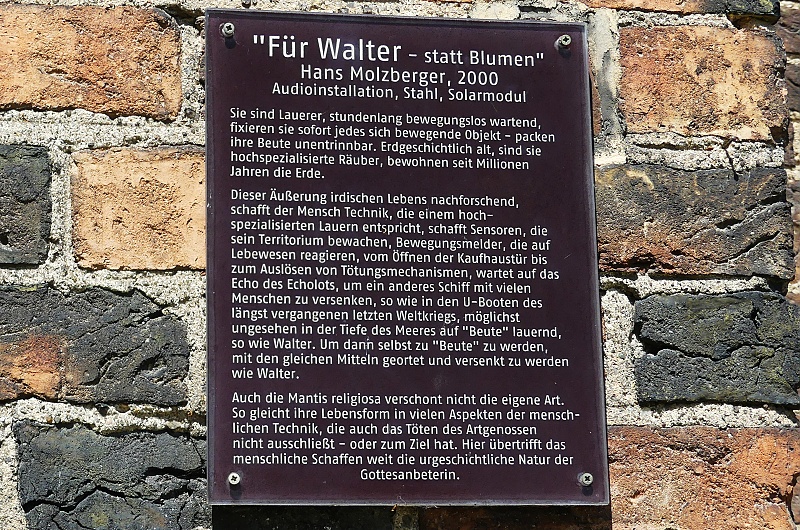 "Für Walter - statt Blumen"
Hans Molzberger, 2000
Audioinstallation, Stahl, Solarmodul
Sie sind Lauerer, stundenlang bewegungslos wartend,
fixieren sie sofort jedes sich bewegende Objekt - packen
ihre Beute unentrinnbar. Erdgeschichtlich alt, sind sie
hochspezialisierte Räuber, bewohnen seit Millionen
Jahren die Erde.
Dieser Äußerung irdischen Lebens nachforschend,
schafft der Mensch Technik, die einem hoch-
spezialisierten Lauern entspricht, schafft Sensoren, die
sein Territorium bewachen, Bewegungsmelder, die auf
Lebewesen reagieren, vom Öffnen der Kaufhaustür bis
zum Auslösen von Tötungsmechanismen, wartet auf das
Echo des Echolots, um ein anderes Schiff mit vielen
Menschen zu versenken, so wie in den U-Booten des
längst vergangenen letzten Weltkriegs, möglichst
ungesehen in der Tiefe des Meeres auf "Beute" lauernd,
so wie Walter. Um dann selbst zu "Beute" zu werden,
mit den gleichen Mitteln geortet und versenkt zu werden
wie Walter.
Auch die Mantis religiosa verschont nicht die eigene Art.
So gleicht ihre Lebensform in vielen Aspekten der mensch-
lichen Technik, die auch das Töten des Artgenossen
nicht ausschließt - oder zum Ziel hat. Hier übertrifft das
menschliche Schaffen weit die urgeschichtliche Natur der
Gottesanbeterin.